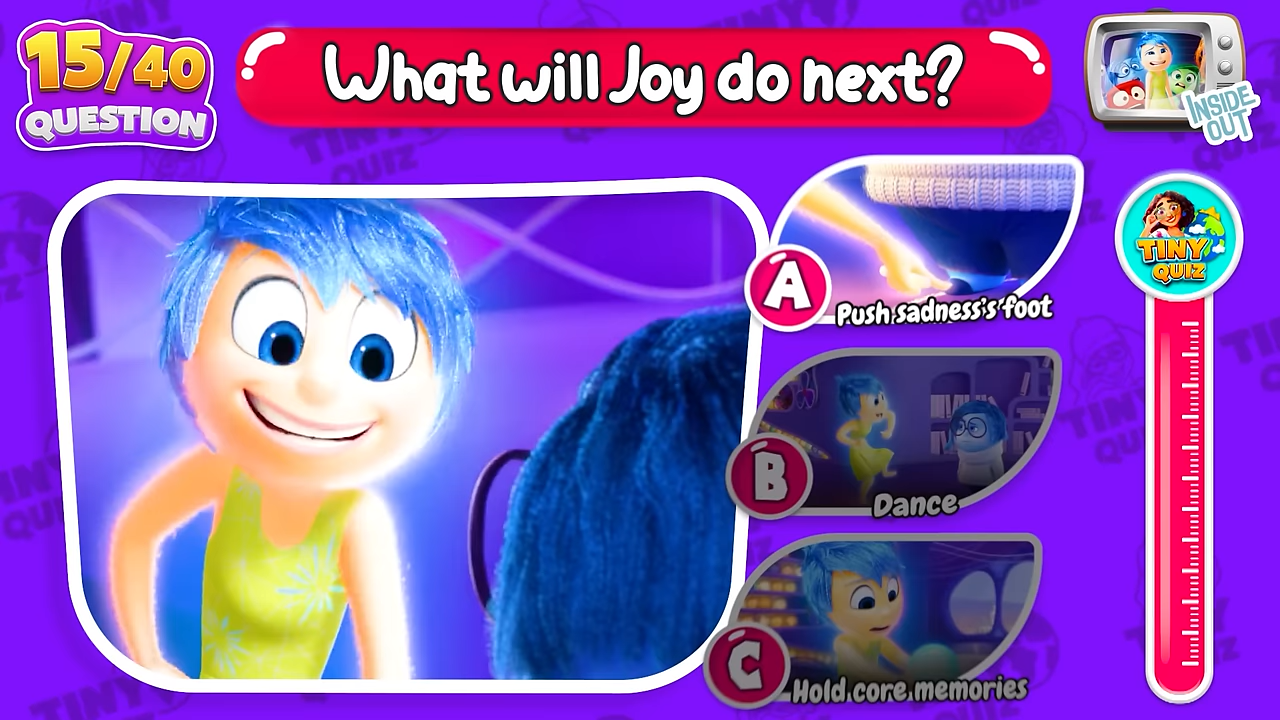 15/40
QUESTION
What will Joy do next?
INSIDE
OUT
TINY
QUIZ
A
Push sadness's foot
B
Dance
C
Hold core memories